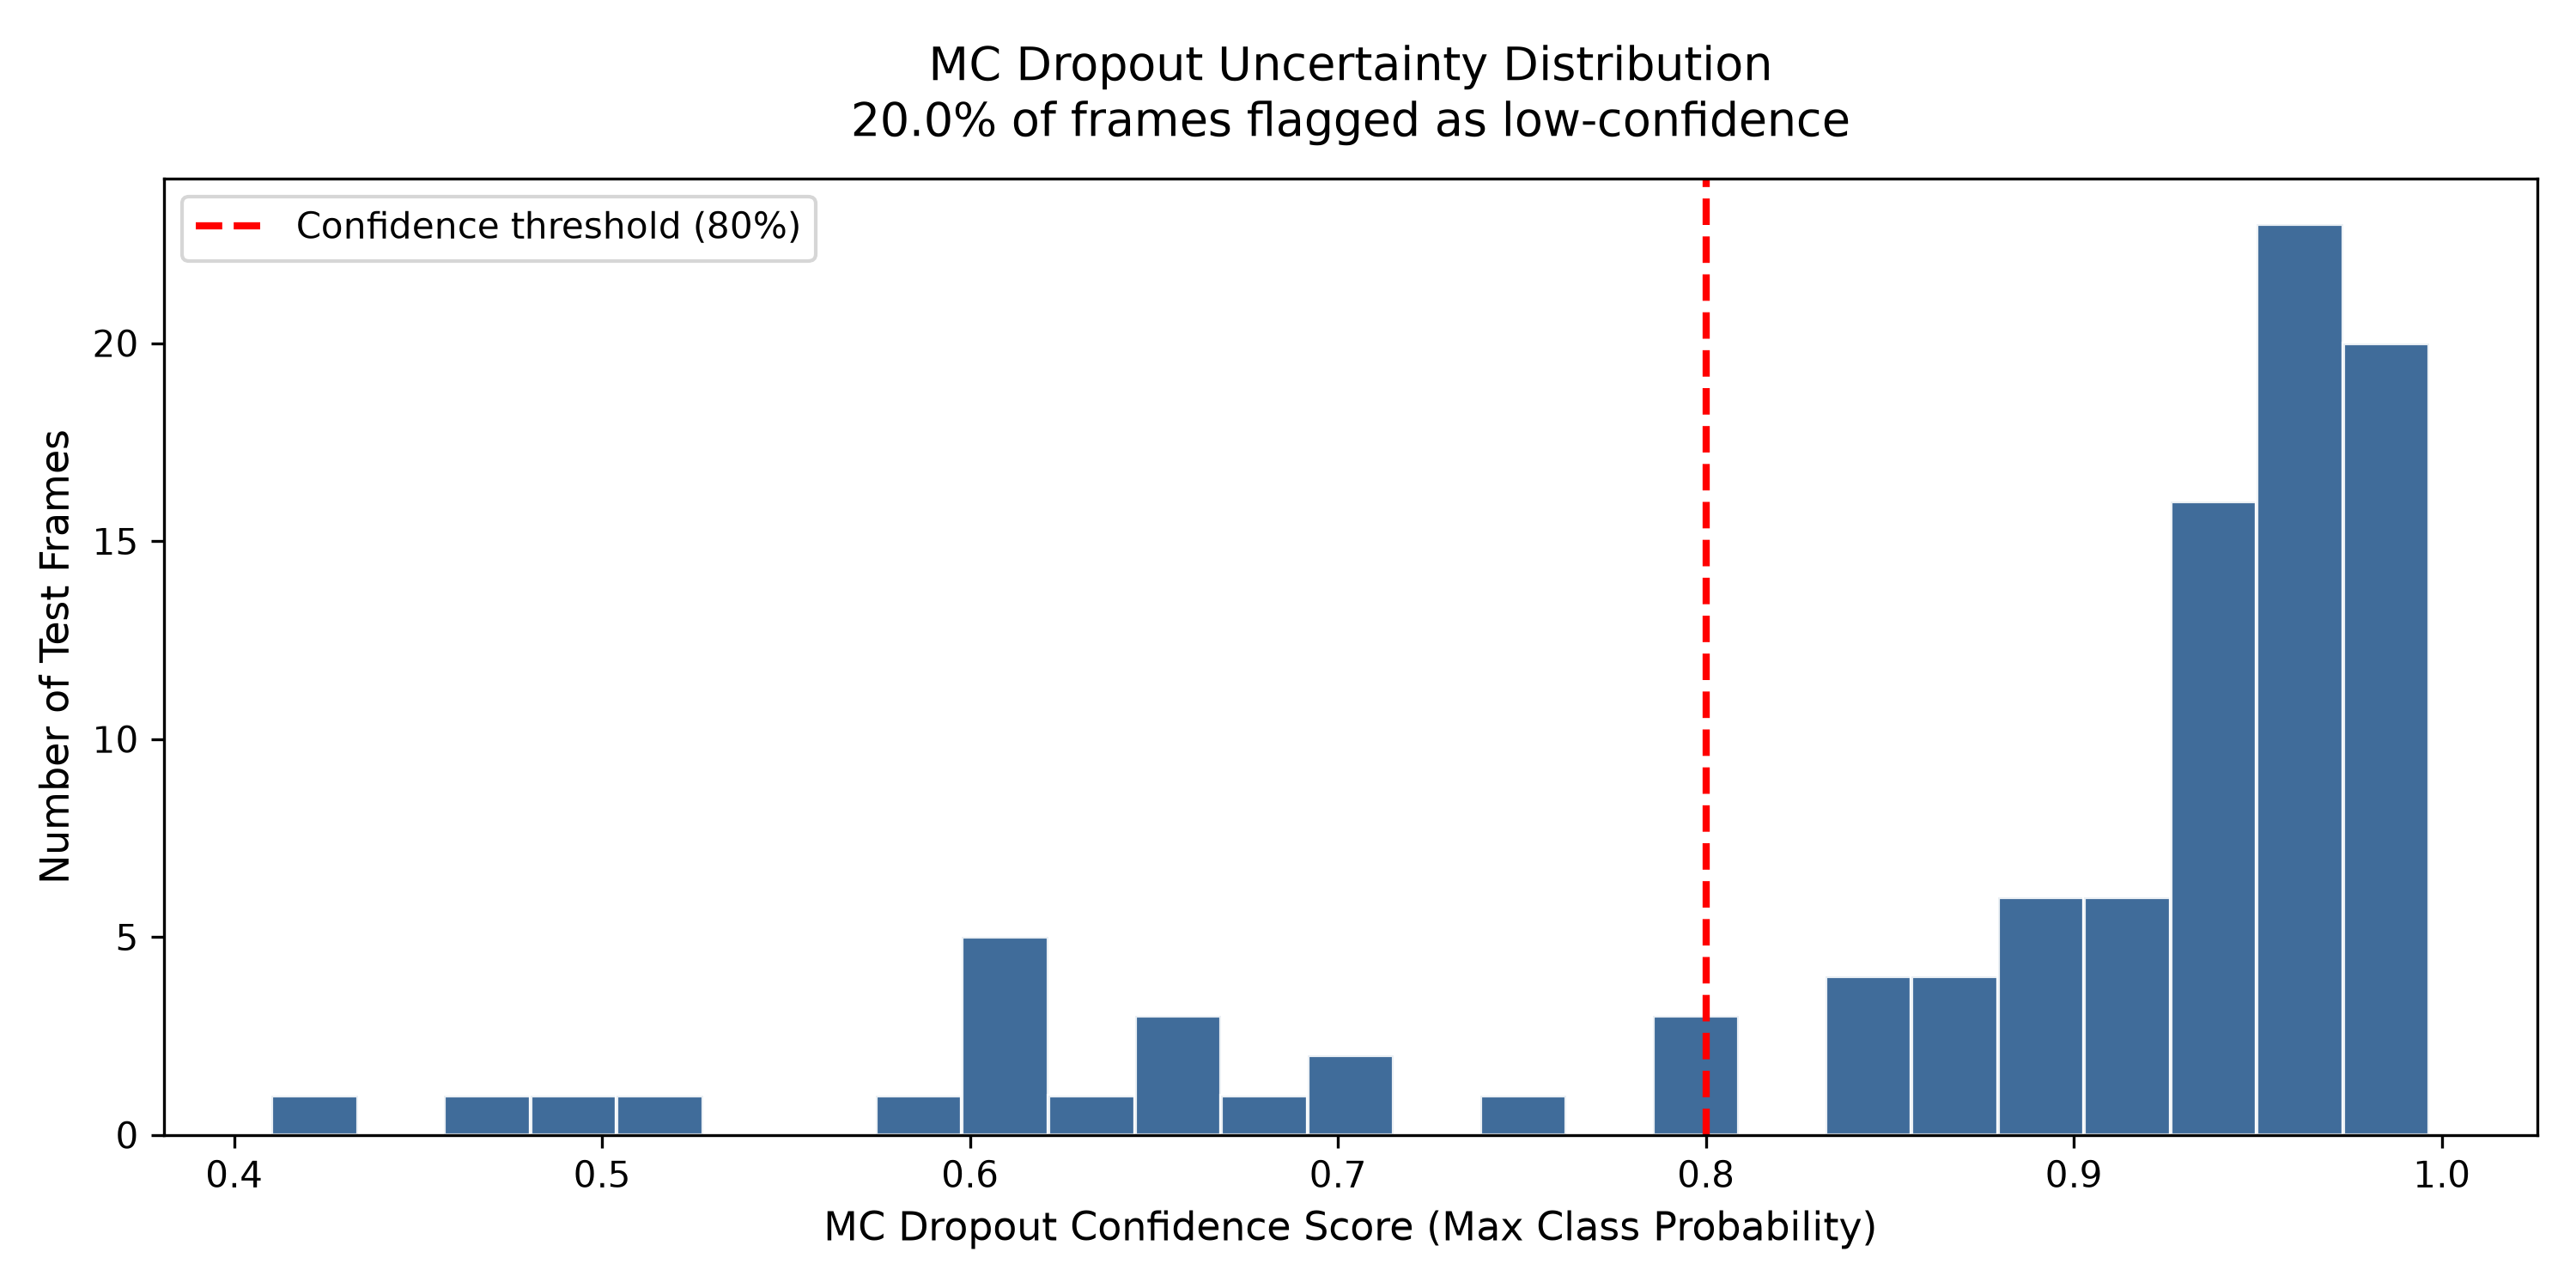 MC Dropout Uncertainty Distribution
20.0% of frames flagged as low-confidence
Confidence threshold (80%)
Number of Test Frames
20
15
10
5
0
0.4 0.5 0.6 0.7 0.8 0.9 1.0
MC Dropout Confidence Score (Max Class Probability)